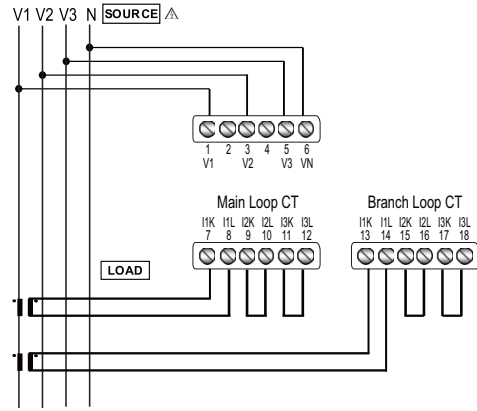 V1 V2 V3 N SOURCE ⚠
1 2 3 4 5 6
V1 V2 V3 VN
Main Loop CT
I1K I1L I2K I2L I3K I3L
7 8 9 10 11 12
Branch Loop CT
I1K I1L I2K I2L I3K I3L
13 14 15 16 17 18
LOAD